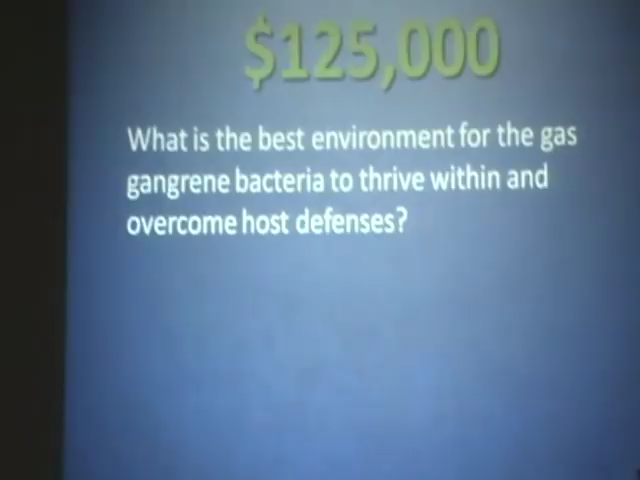 $125,000
What is the best environment for the gas
gangrene bacteria to thrive within and
overcome host defenses?